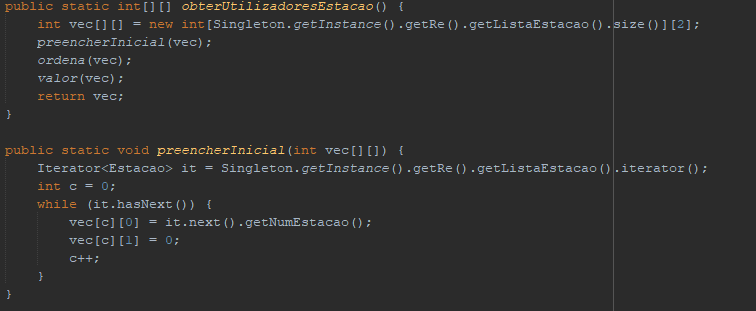 public static int[][] obterUtilizadoresEstacao() {
    int vec[][] = new int[Singleton.getInstance().getRe().getListaEstacao().size()][2];
    preencherInicial(vec);
    ordena(vec);
    valor(vec);
    return vec;
}

public static void preencherInicial(int vec[][]) {
    Iterator<Estacao> it = Singleton.getInstance().getRe().getListaEstacao().iterator();
    int c = 0;
    while (it.hasNext()) {
        vec[c][0] = it.next().getNumEstacao();
        vec[c][1] = 0;
        c++;
    }
}